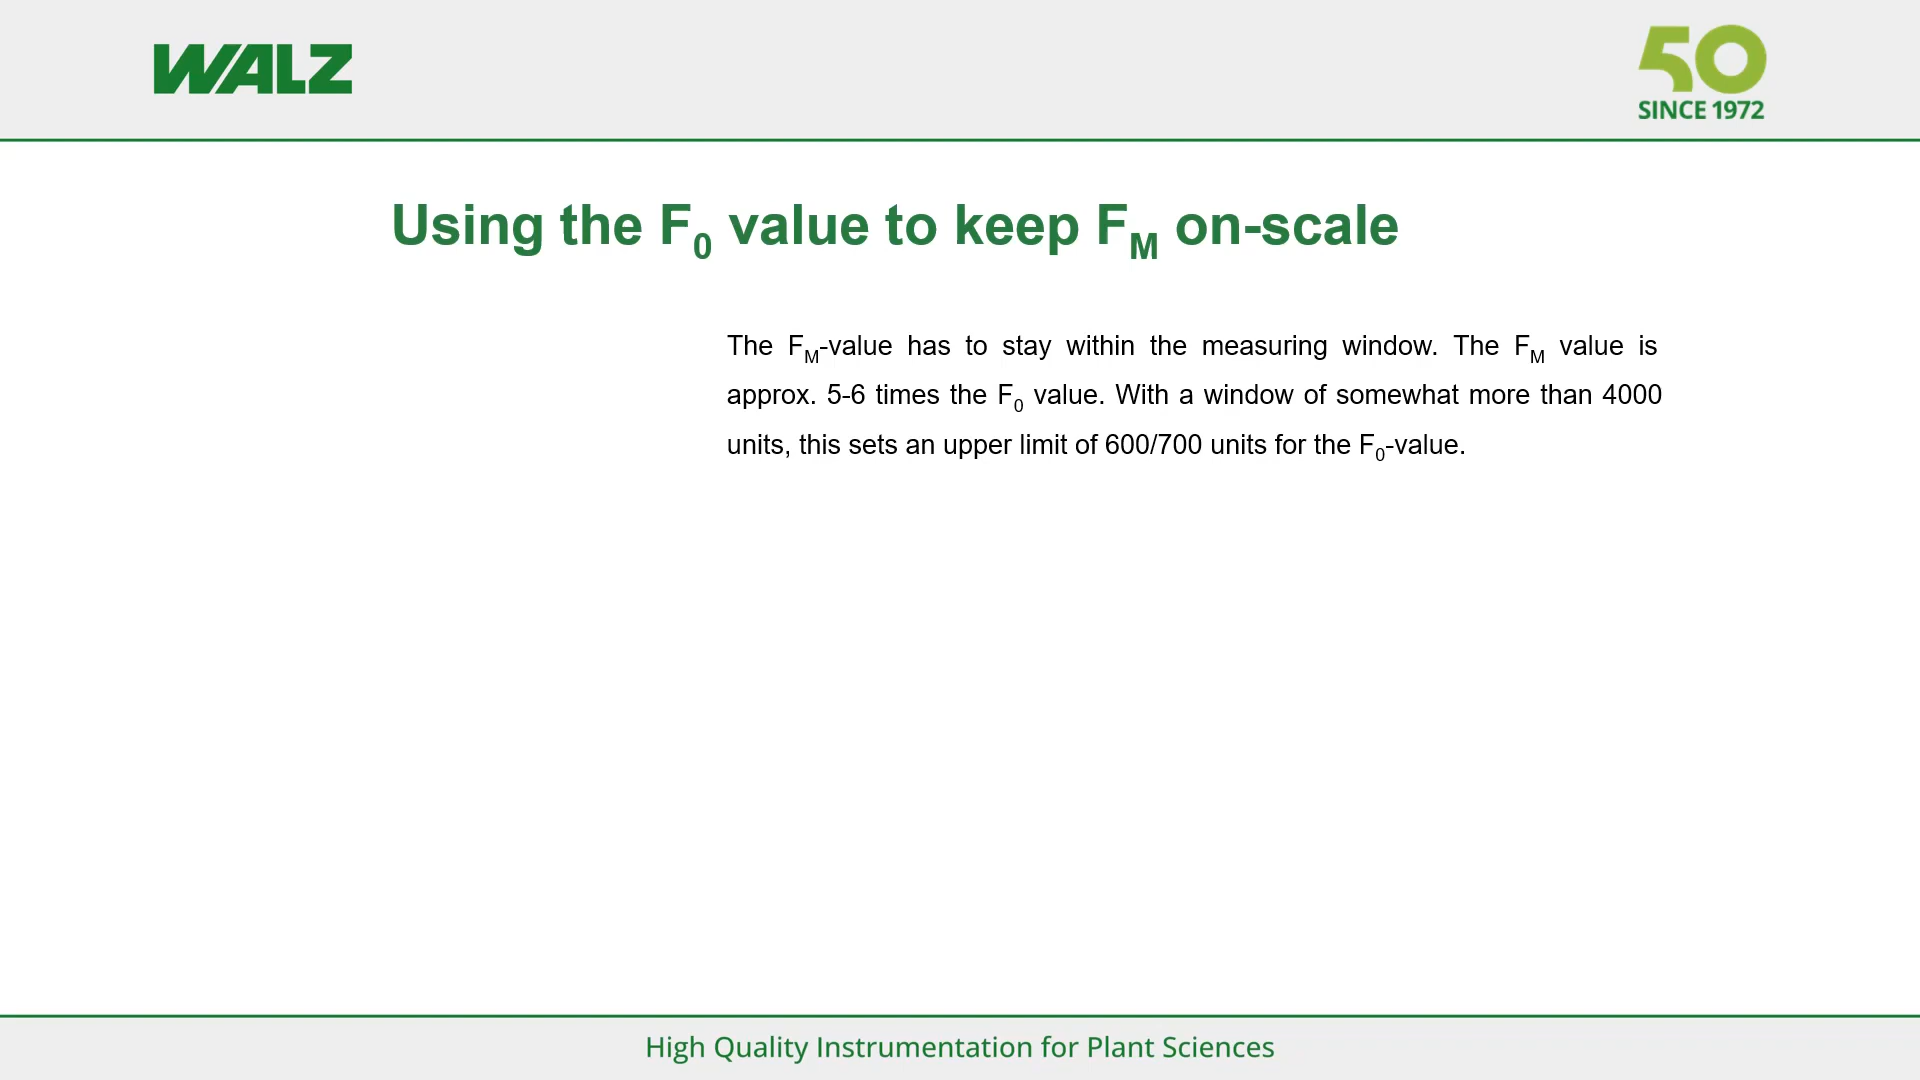 WALZ
50
SINCE 1972
Using the F₀ value to keep Fᴍ on-scale
The Fᴍ-value has to stay within the measuring window. The Fᴍ value is
approx. 5-6 times the F₀ value. With a window of somewhat more than 4000
units, this sets an upper limit of 600/700 units for the F₀-value.
High Quality Instrumentation for Plant Sciences